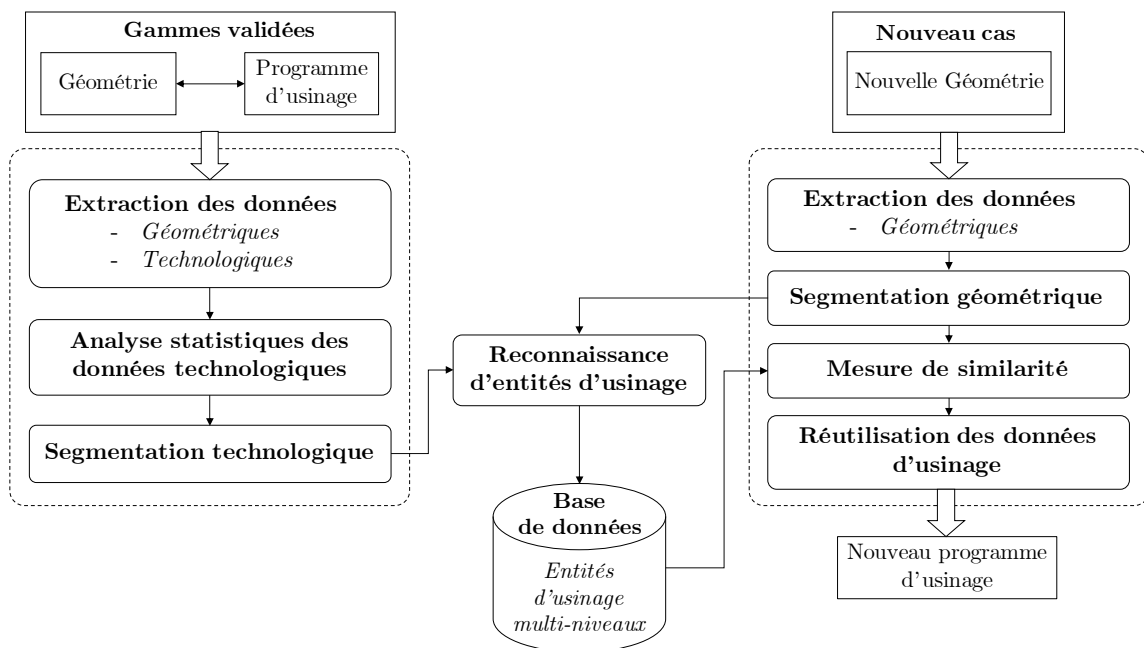 Gammes validées
Géométrie
Programme
d'usinage
Extraction des données
- Géométriques
- Technologiques
Analyse statistiques des
données technologiques
Segmentation technologique
Reconnaissance
d'entités d'usinage
Base
de données
Entités
d'usinage
multi-niveaux
Nouveau cas
Nouvelle Géométrie
Extraction des données
- Géométriques
Segmentation géométrique
Mesure de similarité
Réutilisation des données
d'usinage
Nouveau programme
d'usinage